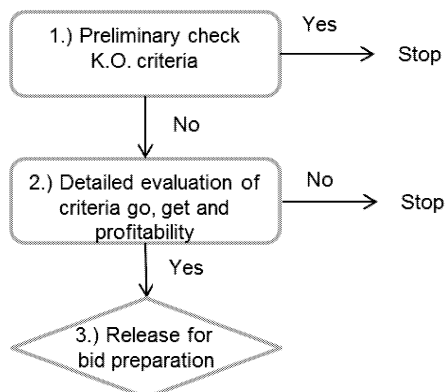 1.) Preliminary check
K.O. criteria
Yes
Stop
No
2.) Detailed evaluation of
criteria go, get and
profitability
No
Stop
Yes
3.) Release for
bid preparation